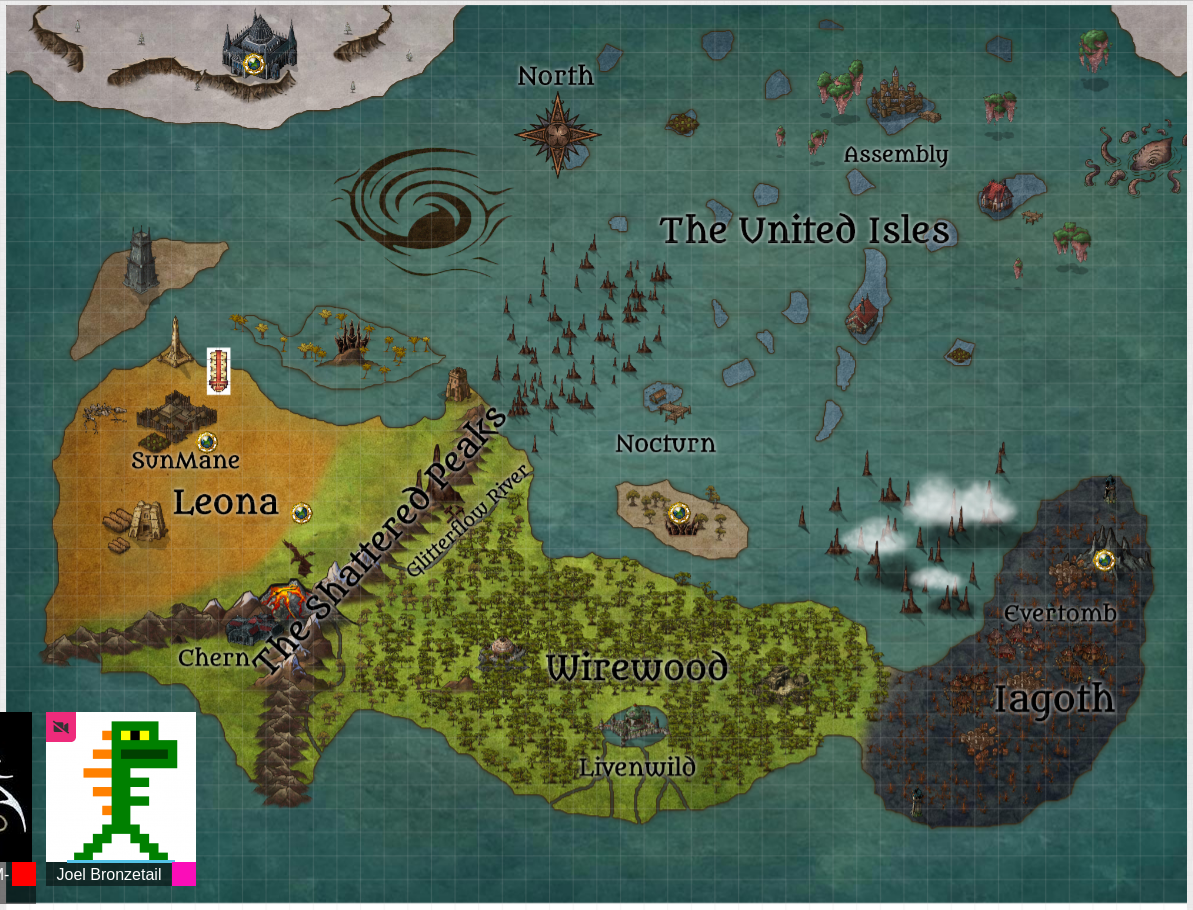 North
Assembly
The United Isles
Nocturn
SunMane
Leona
The Shattered Peaks
Glitterflow River
Evertomb
Chern
Wirewood
Iagoth
Livenwild
M-
Joel Bronzetail